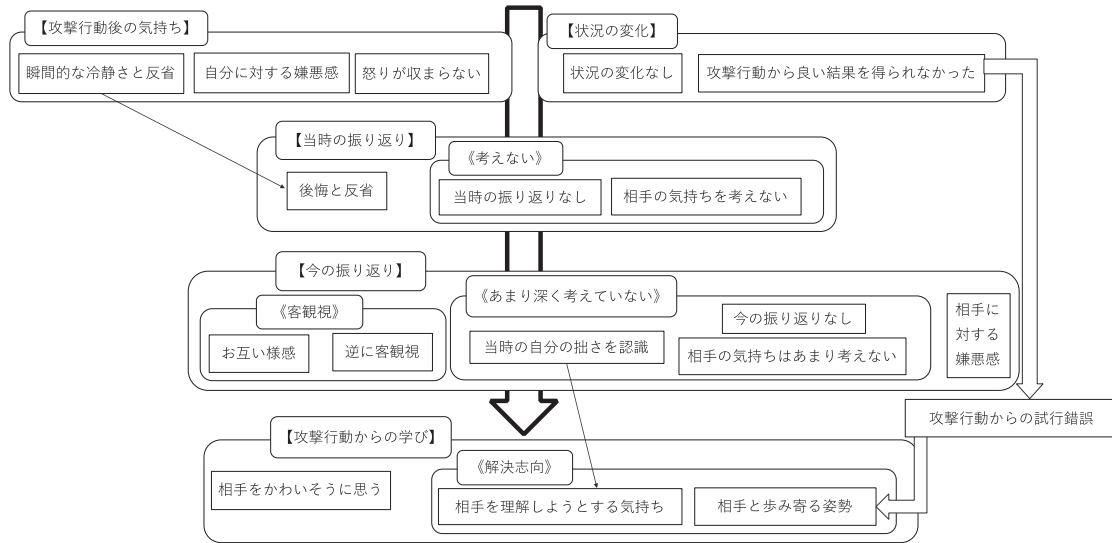 【攻撃行動後の気持ち】
瞬間的な冷静さと反省
自分に対する嫌悪感
怒りが収まらない
【状況の変化】
状況の変化なし
攻撃行動から良い結果を得られなかった
【当時の振り返り】
後悔と反省
《考えない》
当時の振り返りなし
相手の気持ちを考えない
【今の振り返り】
《客観視》
お互い様感
逆に客観視
《あまり深く考えていない》
当時の自分の拙さを認識
今の振り返りなし
相手の気持ちはあまり考えない
相手に
対する
嫌悪感
攻撃行動からの試行錯誤
【攻撃行動からの学び】
相手をかわいそうに思う
《解決志向》
相手を理解しようとする気持ち
相手と歩み寄る姿勢